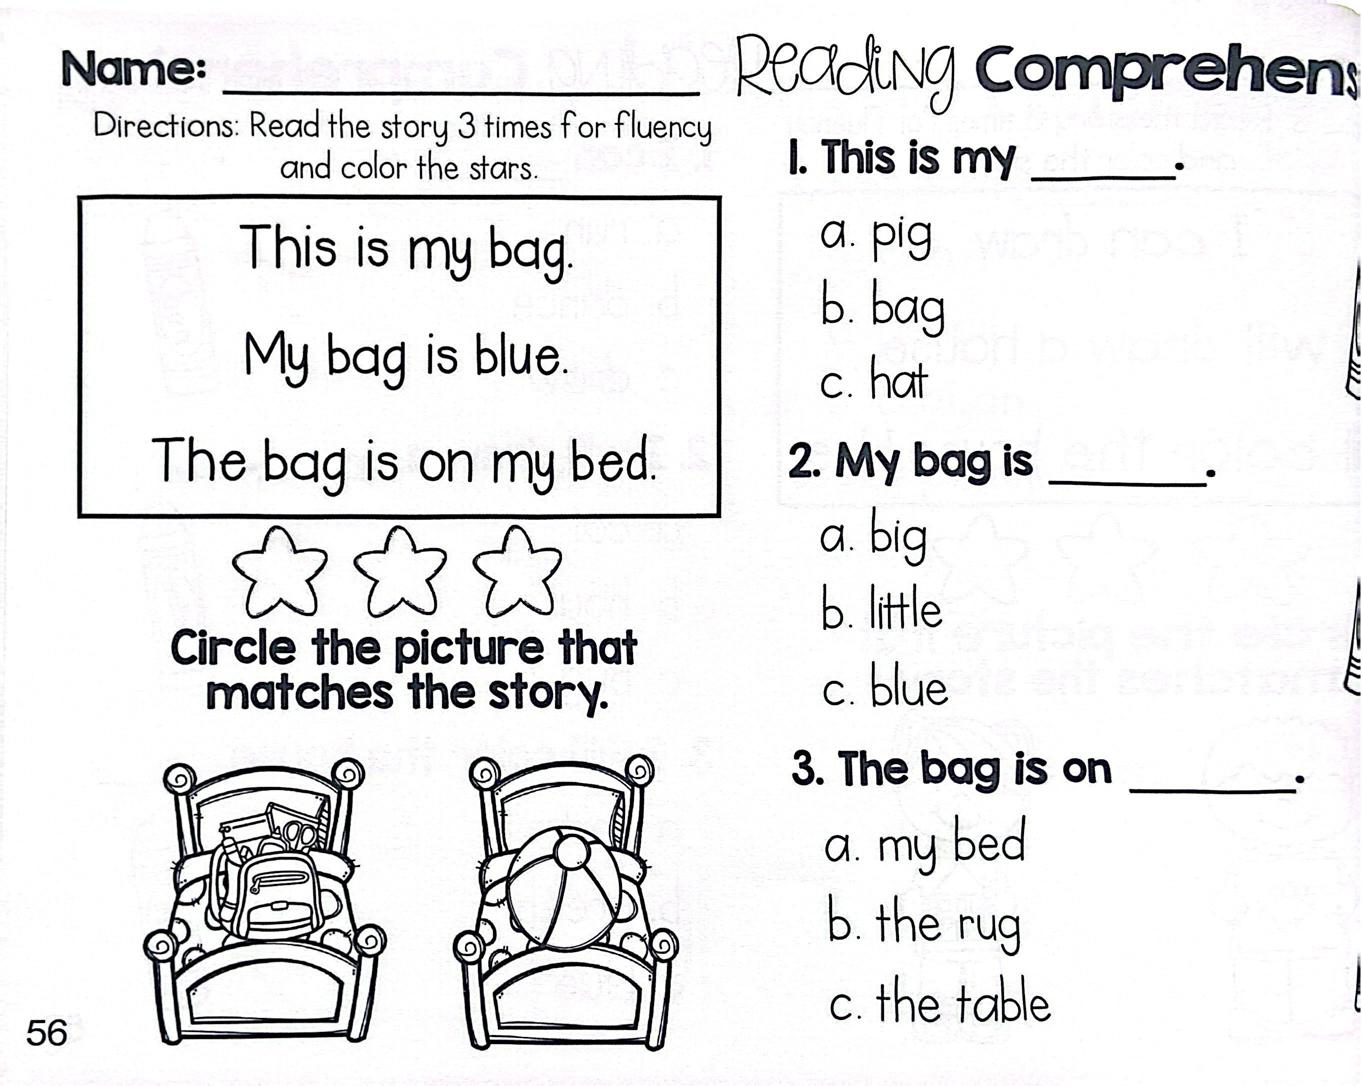 Name:
Directions: Read the story 3 times for fluency
and color the stars.
This is my bag.
My bag is blue.
The bag is on my bed.
Circle the picture that
matches the story.
56
Reading Comprehens
1. This is my ______.
a. pig
b. bag
c. hat
2. My bag is ______.
a. big
b. little
c. blue
3. The bag is on ______.
a. my bed
b. the rug
c. the table